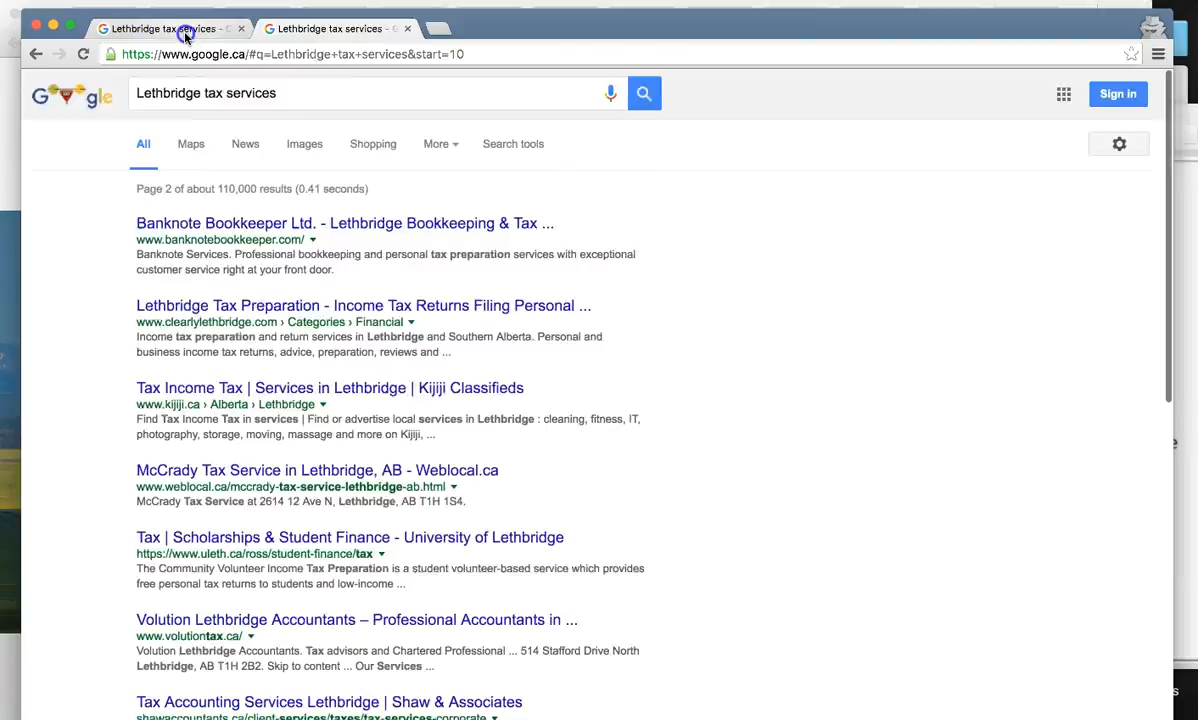 Lethbridge tax services -
Lethbridge tax services -
https://www.google.ca/#q=Lethbridge+tax+services&start=10
Google
Lethbridge tax services
Sign in
All Maps News Images Shopping More Search tools
Page 2 of about 110,000 results (0.41 seconds)
Banknote Bookkeeper Ltd. - Lethbridge Bookkeeping & Tax ...
www.banknotebookkeeper.com/
Banknote Services. Professional bookkeeping and personal tax preparation services with exceptional
customer service right at your front door.
Lethbridge Tax Preparation - Income Tax Returns Filing Personal ...
www.clearlylethbridge.com › Categories › Financial
Income tax preparation and return services in Lethbridge and Southern Alberta. Personal and
business income tax returns, advice, preparation, reviews and ...
Tax Income Tax | Services in Lethbridge | Kijiji Classifieds
www.kijiji.ca › Alberta › Lethbridge
Find Tax Income Tax in services | Find or advertise local services in Lethbridge : cleaning, fitness, IT,
photography, storage, moving, massage and more on Kijiji, ...
McCrady Tax Service in Lethbridge, AB - Weblocal.ca
www.weblocal.ca/mccrady-tax-service-lethbridge-ab.html
McCrady Tax Service at 2614 12 Ave N, Lethbridge, AB T1H 1S4.
Tax | Scholarships & Student Finance - University of Lethbridge
https://www.uleth.ca/ross/student-finance/tax
The Community Volunteer Income Tax Preparation is a student volunteer-based service which provides
free personal tax returns to students and low-income ...
Volution Lethbridge Accountants – Professional Accountants in ...
www.volutiontax.ca/
Volution Lethbridge Accountants. Tax advisors and Chartered Professional ... 514 Stafford Drive North
Lethbridge, AB T1H 2B2. Skip to content ... Our Services ...
Tax Accounting Services Lethbridge | Shaw & Associates
shawaccountants.ca/client-services/taxes/tax-services-corporate